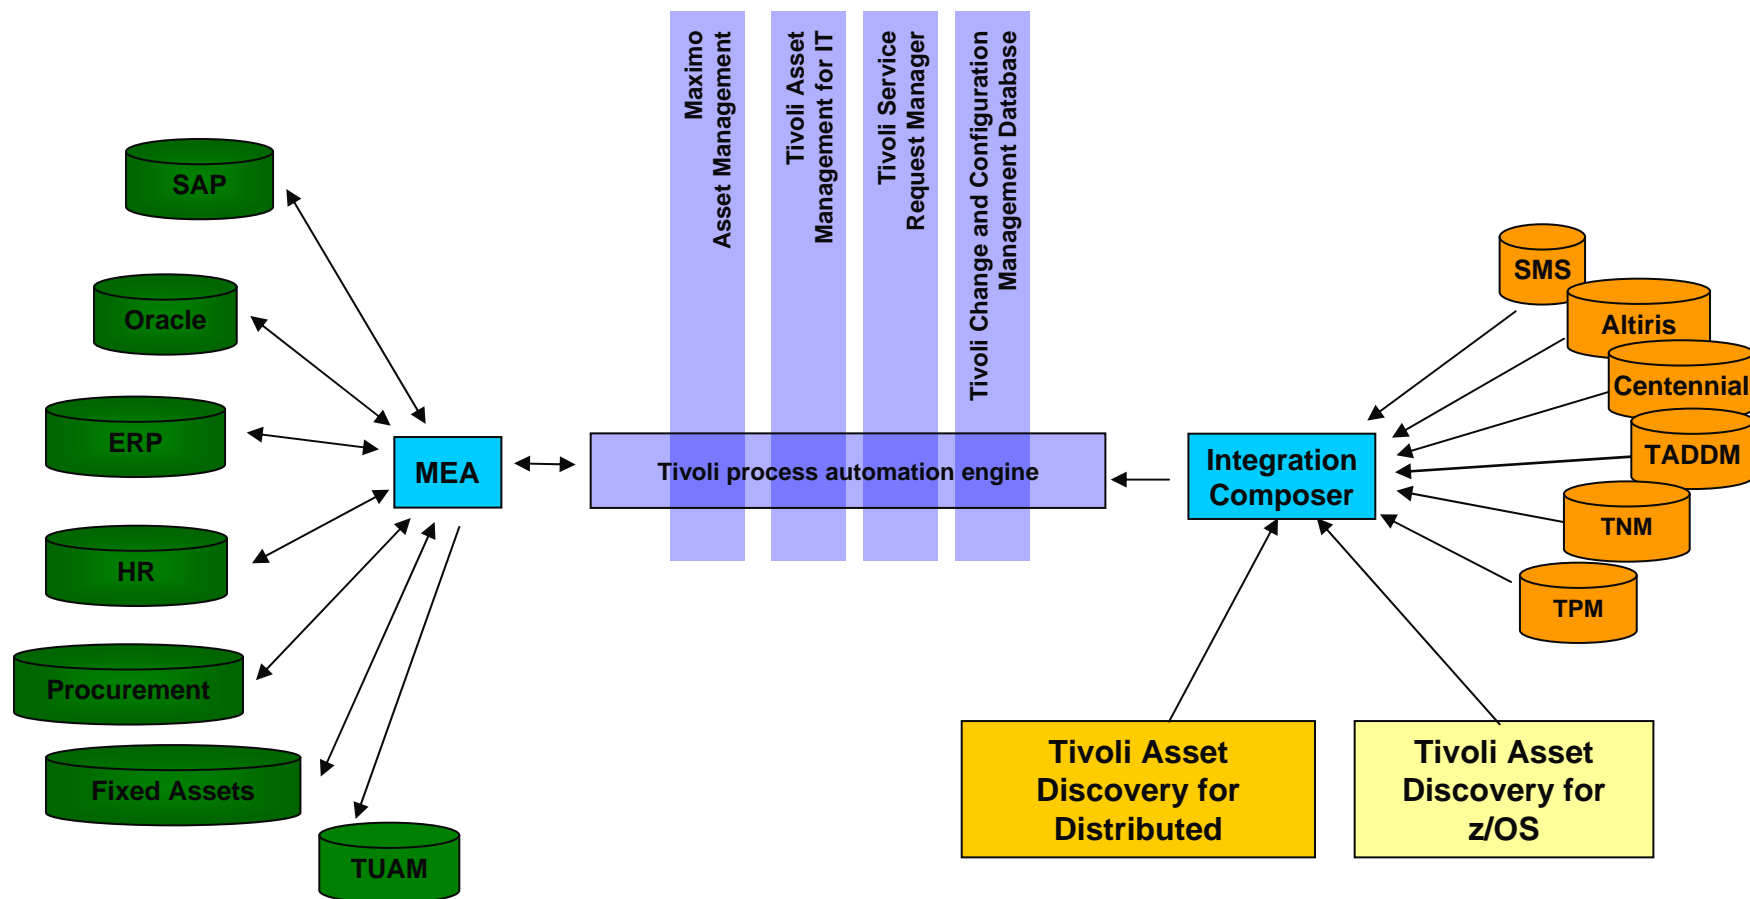 Maximo
Asset Management
Tivoli Asset
Management for IT
Tivoli Service
Request Manager
Tivoli Change and Configuration
Management Database
SAP
Oracle
ERP
HR
Procurement
Fixed Assets
TUAM
MEA
Tivoli process automation engine
Integration
Composer
SMS
Altiris
Centennial
TADDM
TNM
TPM
Tivoli Asset
Discovery for
Distributed
Tivoli Asset
Discovery for
z/OS